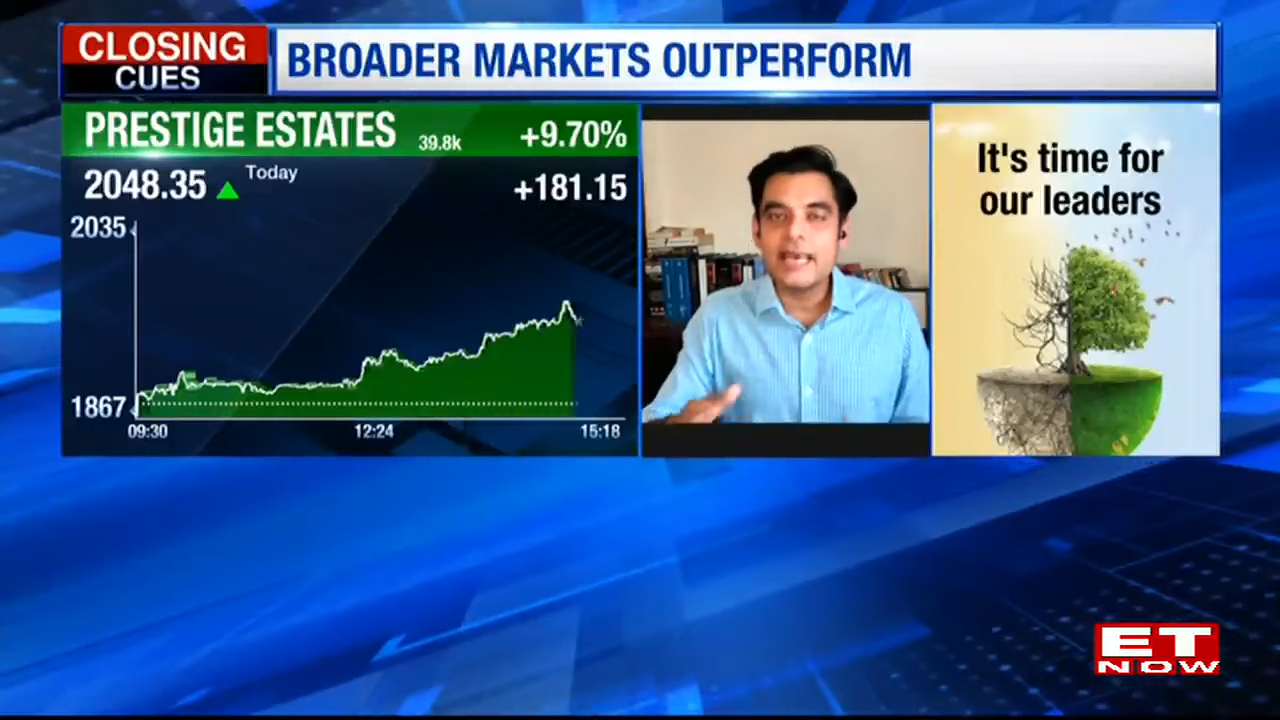 CLOSING
CUES
BROADER MARKETS OUTPERFORM
PRESTIGE ESTATES 39.8k +9.70%
2048.35 Today +181.15
2035
1867
09:30 12:24 15:18
It's time for
our leaders
ET
NOW